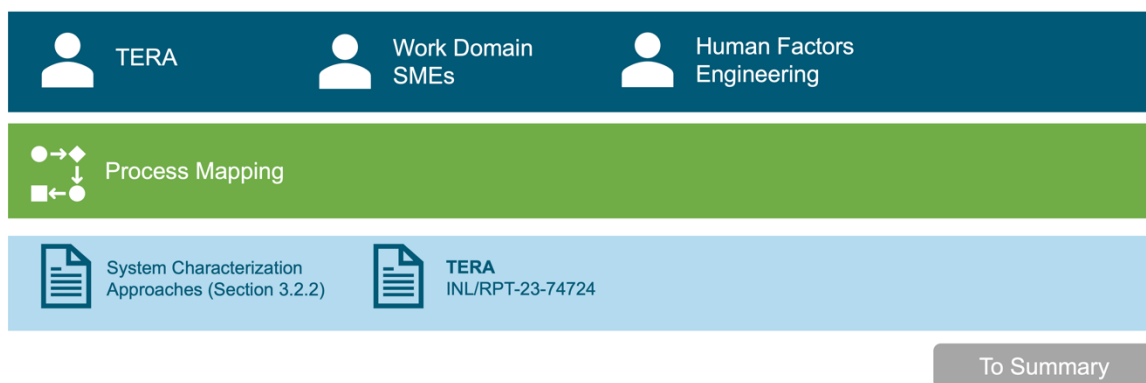 TERA
Work Domain
SMEs
Human Factors
Engineering
Process Mapping
System Characterization
Approaches (Section 3.2.2)
TERA
INL/RPT-23-74724
To Summary